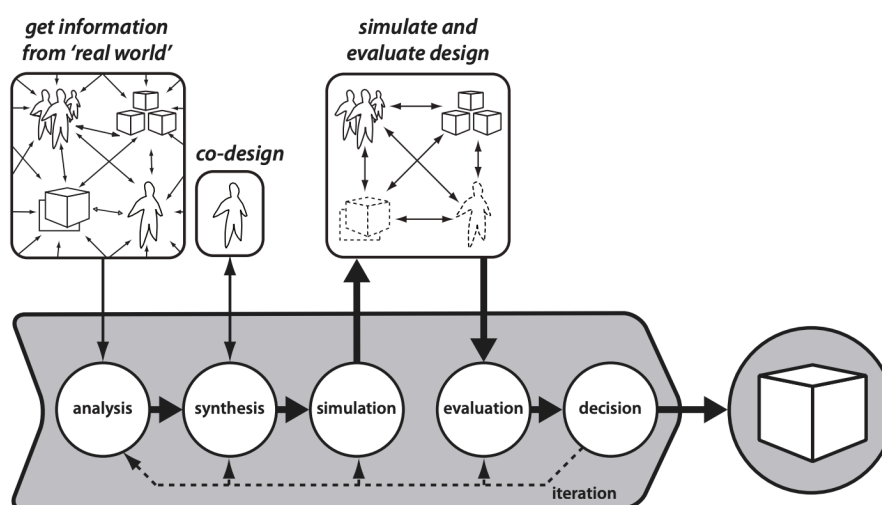 get information
from ‘real world’
simulate and
evaluate design
co-design
analysis
synthesis
simulation
evaluation
decision
iteration